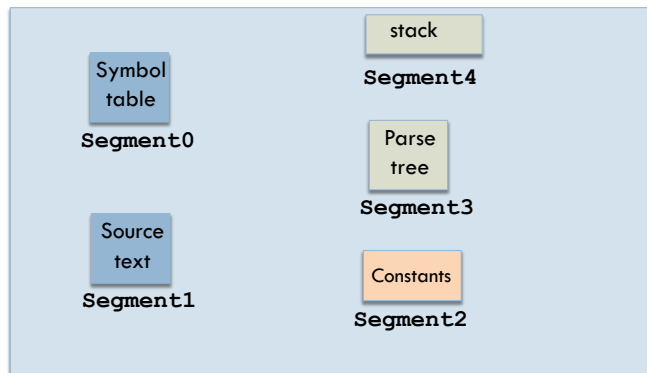 Symbol
table
Segment0
Source
text
Segment1
stack
Segment4
Parse
tree
Segment3
Constants
Segment2